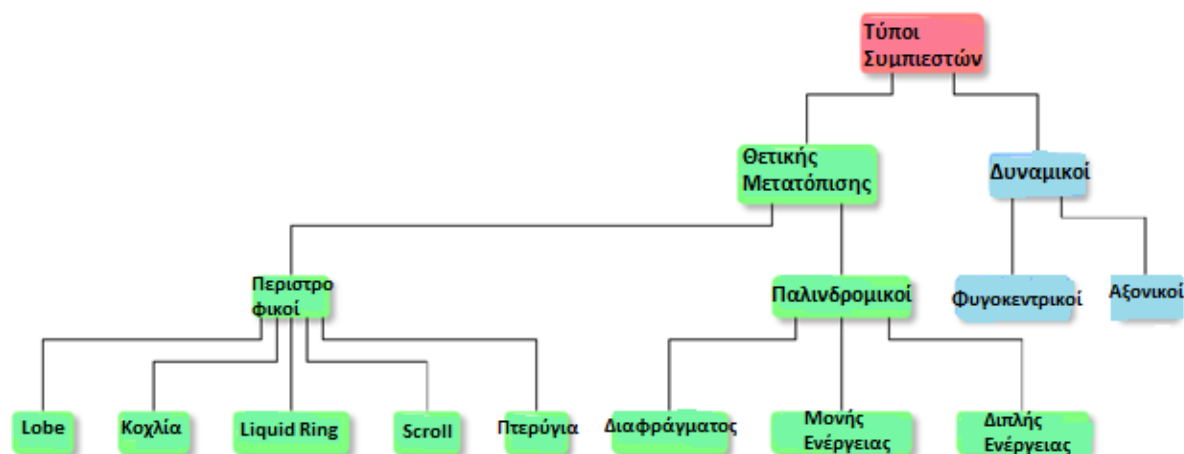 Τύποι
Συμπιεστών
Θετικής
Μετατόπισης
Δυναμικοί
Περιστρο
φικοί
Παλινδρομικοί
Φυγοκεντρικοί
Αξονικοί
Lobe
Κοχλία
Liquid Ring
Scroll
Πτερύγια
Διαφράγματος
Μονής
Ενέργειας
Διπλής
Ενέργειας